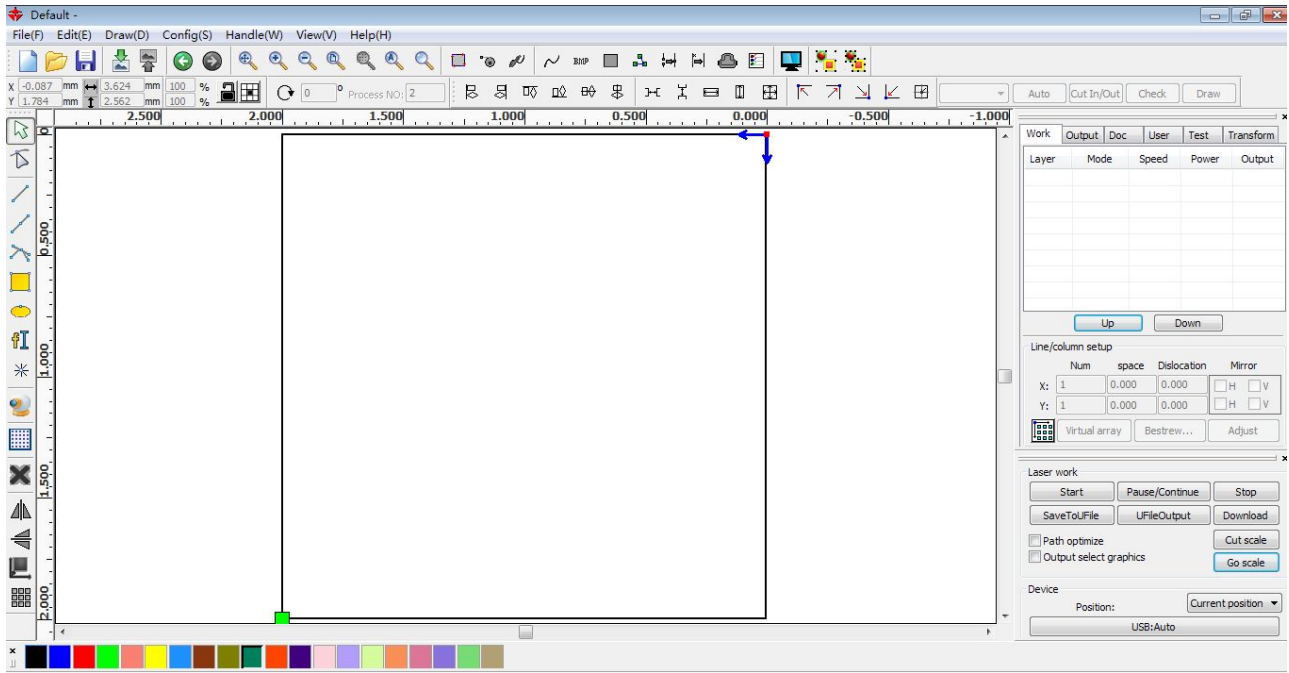 Default -
File(F) Edit(E) Draw(D) Config(S) Handle(W) View(V) Help(H)
BMP
X -0.087 mm 3.624 mm 100 %
Y 1.784 mm 2.562 mm 100 %
0 ° Process NO: 2
Auto Cut In/Out Check Draw
2.500 2.000 1.500 1.000 0.500 0.000 -0.500 -1.000
0
0.500
1.000
1.500
2.000
Work Output Doc User Test Transform
Layer Mode Speed Power Output
Up Down
Line/column setup
Num space Dislocation Mirror
X: 1 0.000 0.000 H V
Y: 1 0.000 0.000 H V
Virtual array Bestrew... Adjust
Laser work
Start Pause/Continue Stop
SaveToUFile UFileOutput Download
Path optimize Cut scale
Output select graphics Go scale
Device
Position: Current position
USB:Auto